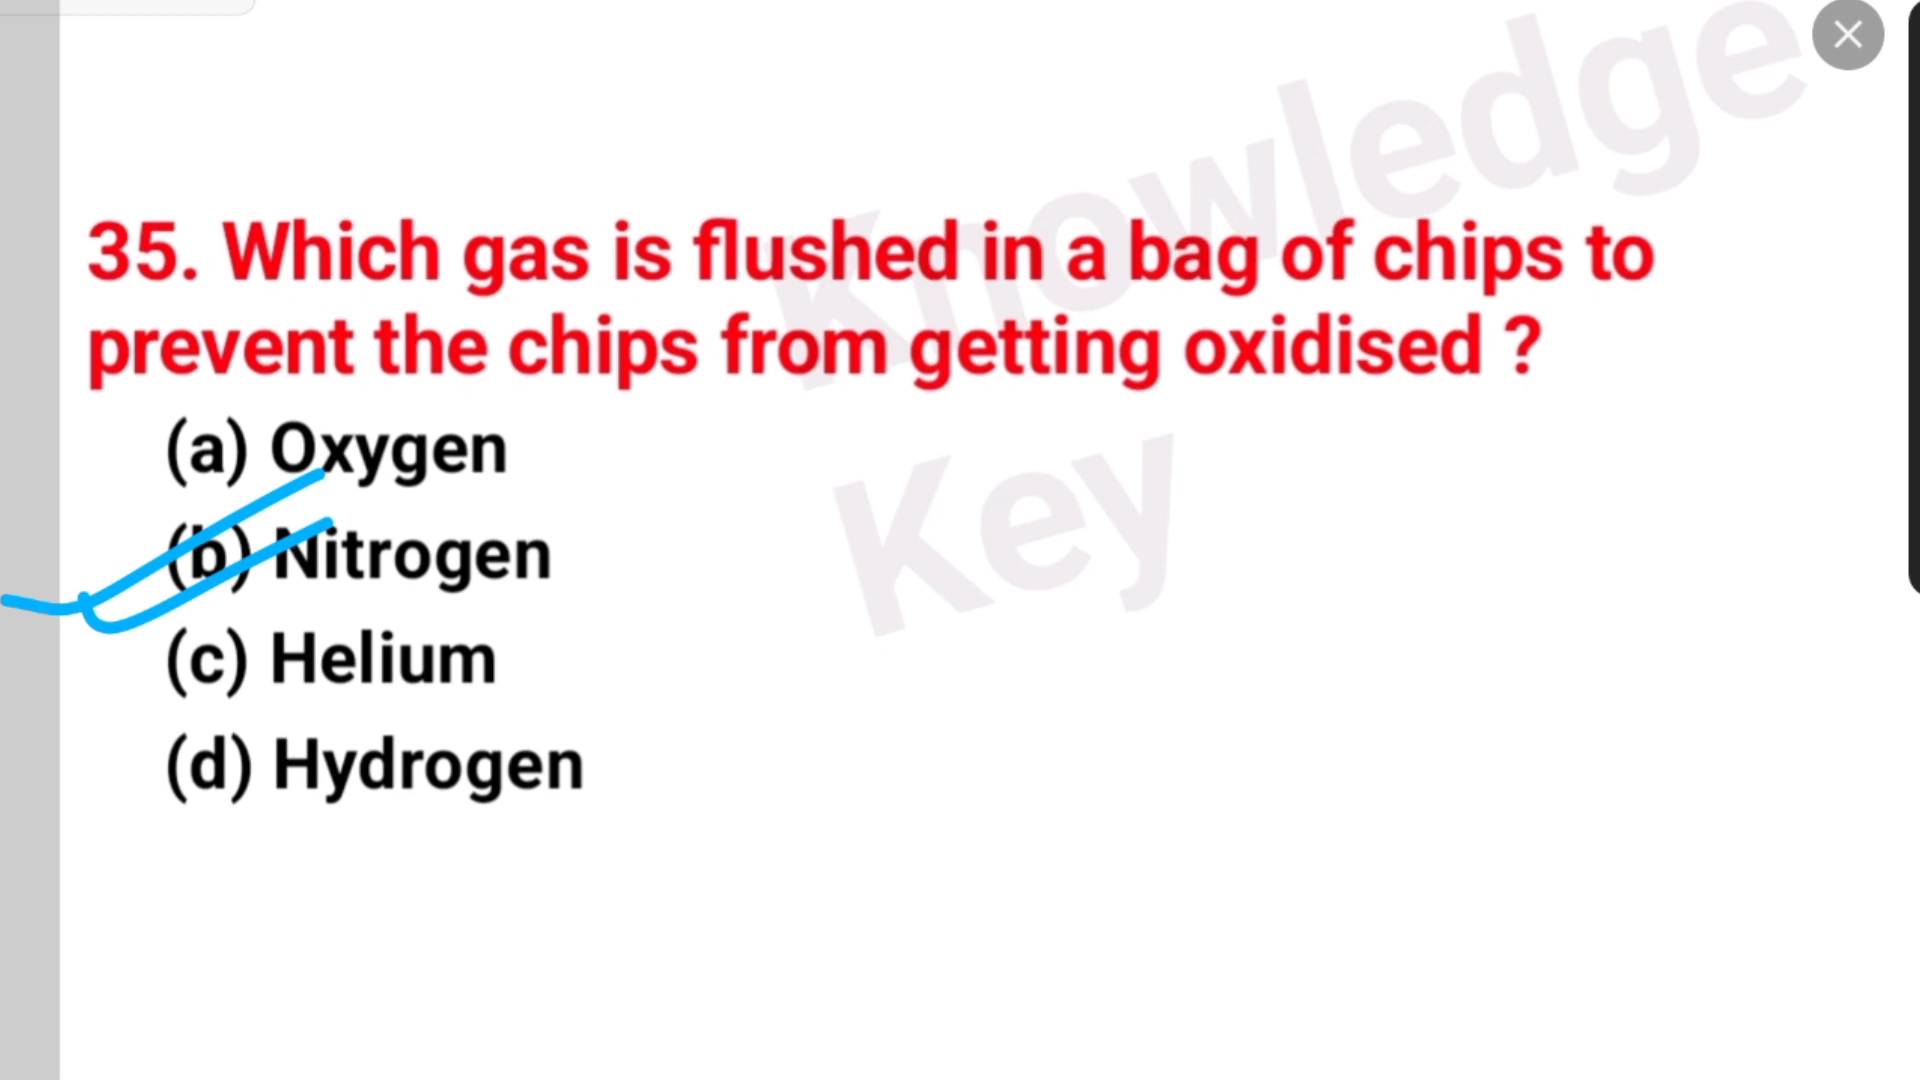 Knowledge
Key
35. Which gas is flushed in a bag of chips to
prevent the chips from getting oxidised ?
(a) Oxygen
(b) Nitrogen
(c) Helium
(d) Hydrogen